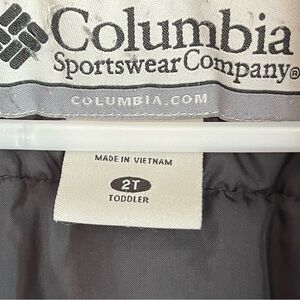 Columbia
Sportswear Company®
COLUMBIA.COM
MADE IN VIETNAM
2T
TODDLER